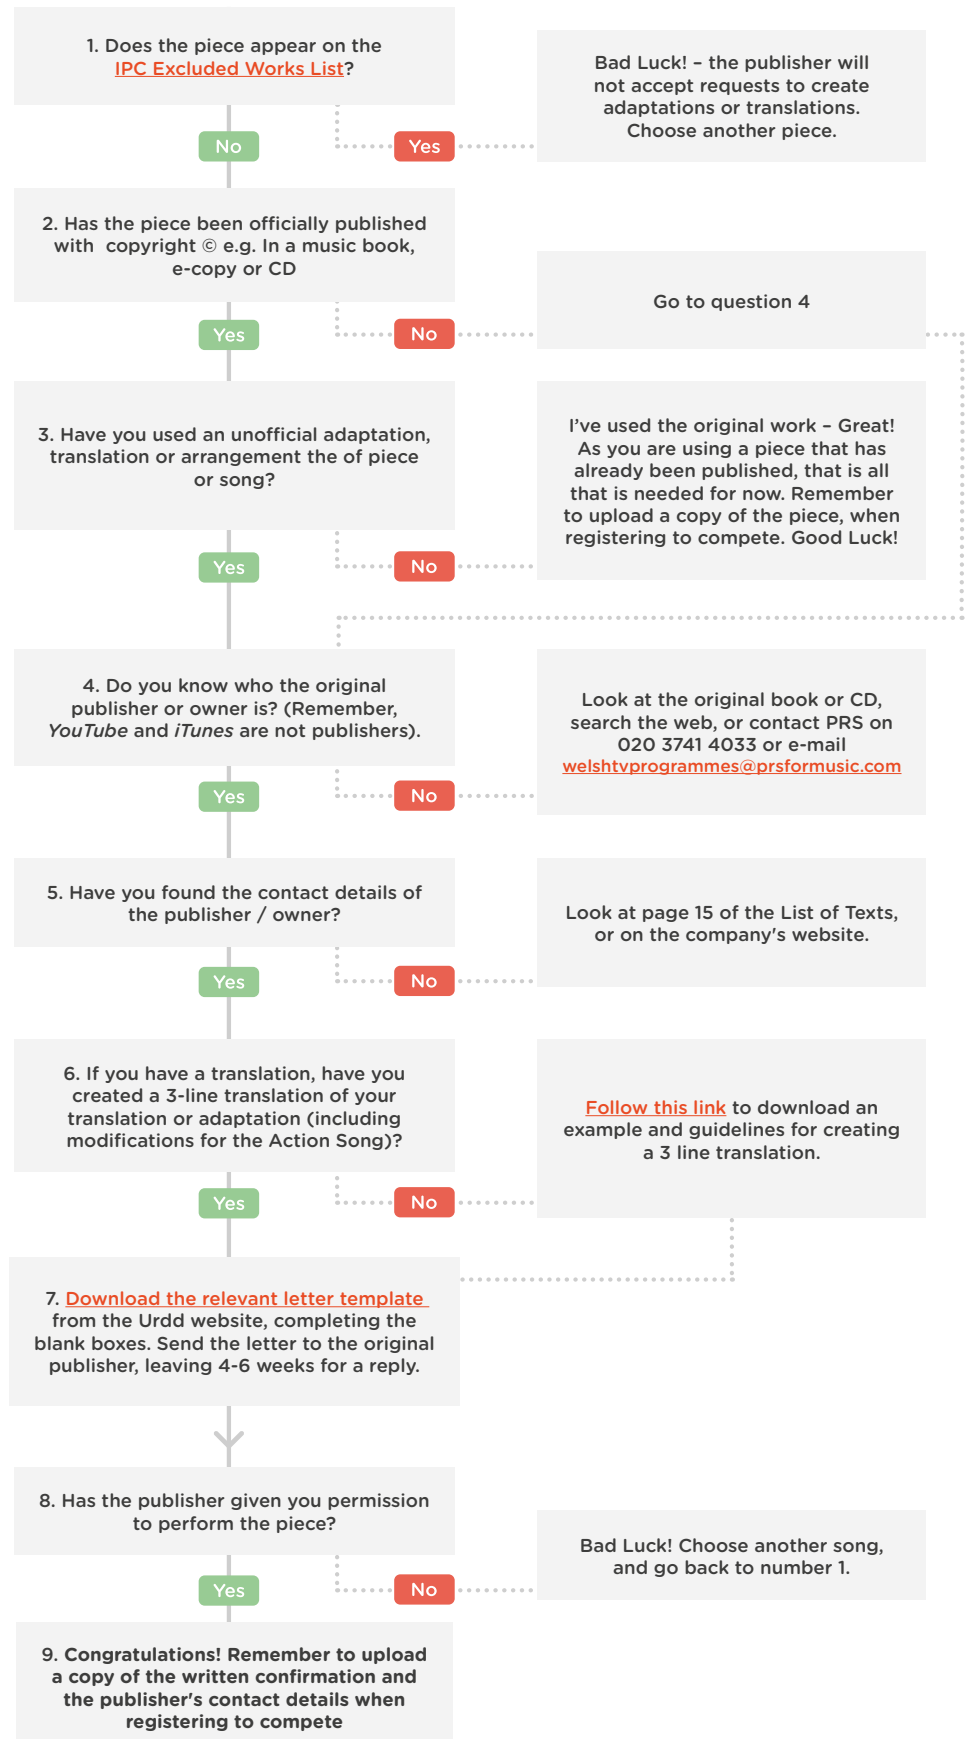 1. Does the piece appear on the
IPC Excluded Works List?
Bad Luck! – the publisher will
not accept requests to create
adaptations or translations.
Choose another piece.
No
Yes
2. Has the piece been officially published
with copyright © e.g. In a music book,
e-copy or CD
Go to question 4
Yes
No
3. Have you used an unofficial adaptation,
translation or arrangement the of piece
or song?
I've used the original work – Great!
As you are using a piece that has
already been published, that is all
that is needed for now. Remember
to upload a copy of the piece, when
registering to compete. Good Luck!
Yes
No
4. Do you know who the original
publisher or owner is? (Remember,
YouTube and iTunes are not publishers).
Look at the original book or CD,
search the web, or contact PRS on
020 3741 4033 or e-mail
welshtvprogrammes@prsformusic.com
Yes
No
5. Have you found the contact details of
the publisher / owner?
Look at page 15 of the List of Texts,
or on the company's website.
Yes
No
6. If you have a translation, have you
created a 3-line translation of your
translation or adaptation (including
modifications for the Action Song)?
Follow this link to download an
example and guidelines for creating
a 3 line translation.
Yes
No
7. Download the relevant letter template
from the Urdd website, completing the
blank boxes. Send the letter to the original
publisher, leaving 4-6 weeks for a reply.
8. Has the publisher given you permission
to perform the piece?
Bad Luck! Choose another song,
and go back to number 1.
Yes
No
9. Congratulations! Remember to upload
a copy of the written confirmation and
the publisher's contact details when
registering to compete